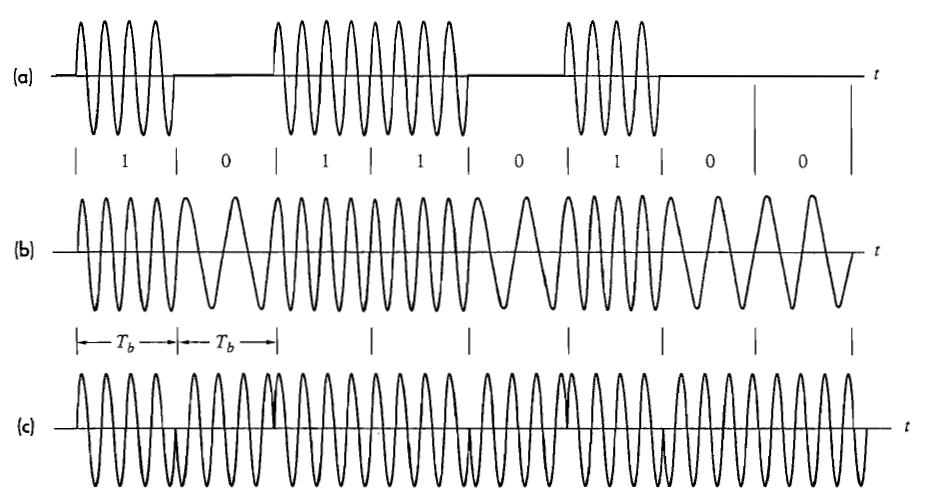 (a) t
1 0 1 1 0 1 0 0
(b) t
T_b T_b
(c) t